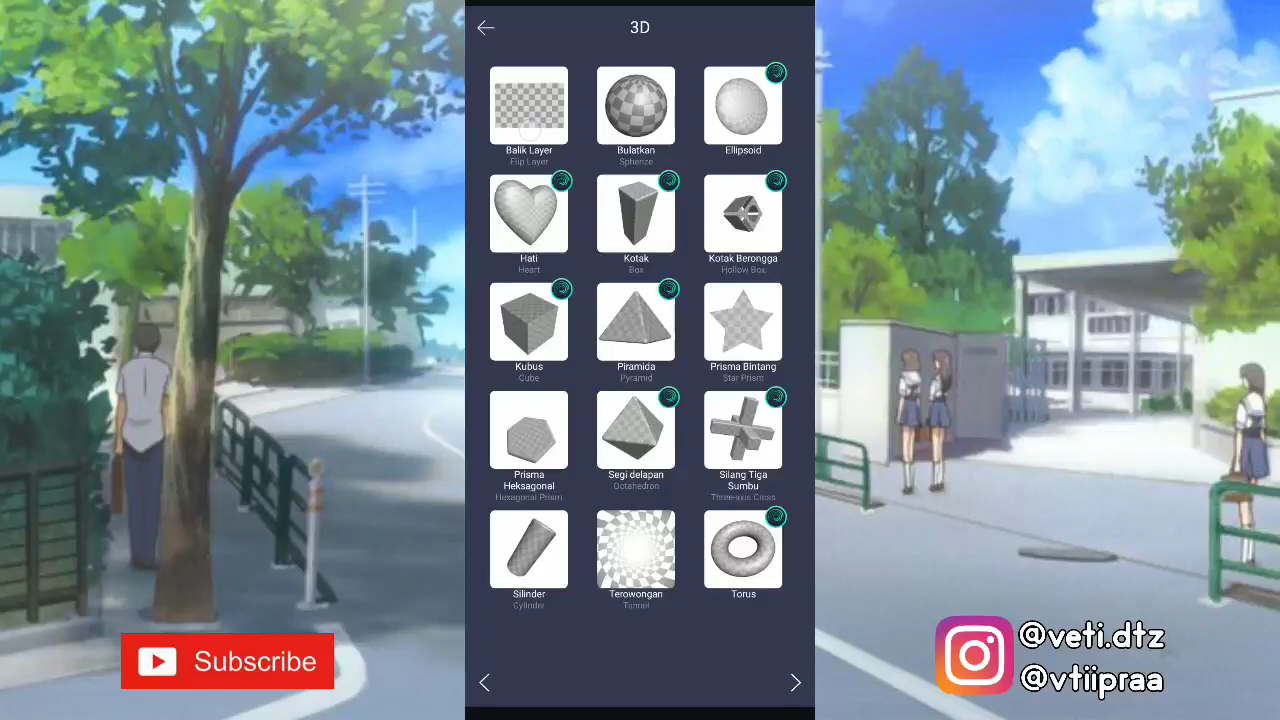 3D
Balik Layer
Flip Layer
Bulatkan
Spherize
Ellipsoid
Hati
Heart
Kotak
Box
Kotak Berongga
Hollow Box
Kubus
Cube
Piramida
Pyramid
Prisma Bintang
Star Prism
Prisma
Heksagonal
Hexagonal Prism
Segi delapan
Octahedron
Silang Tiga
Sumbu
Three-axis Cross
Silinder
Cylinder
Terowongan
Tunnel
Torus
Subscribe
@veti.dtz
@vtiipraa